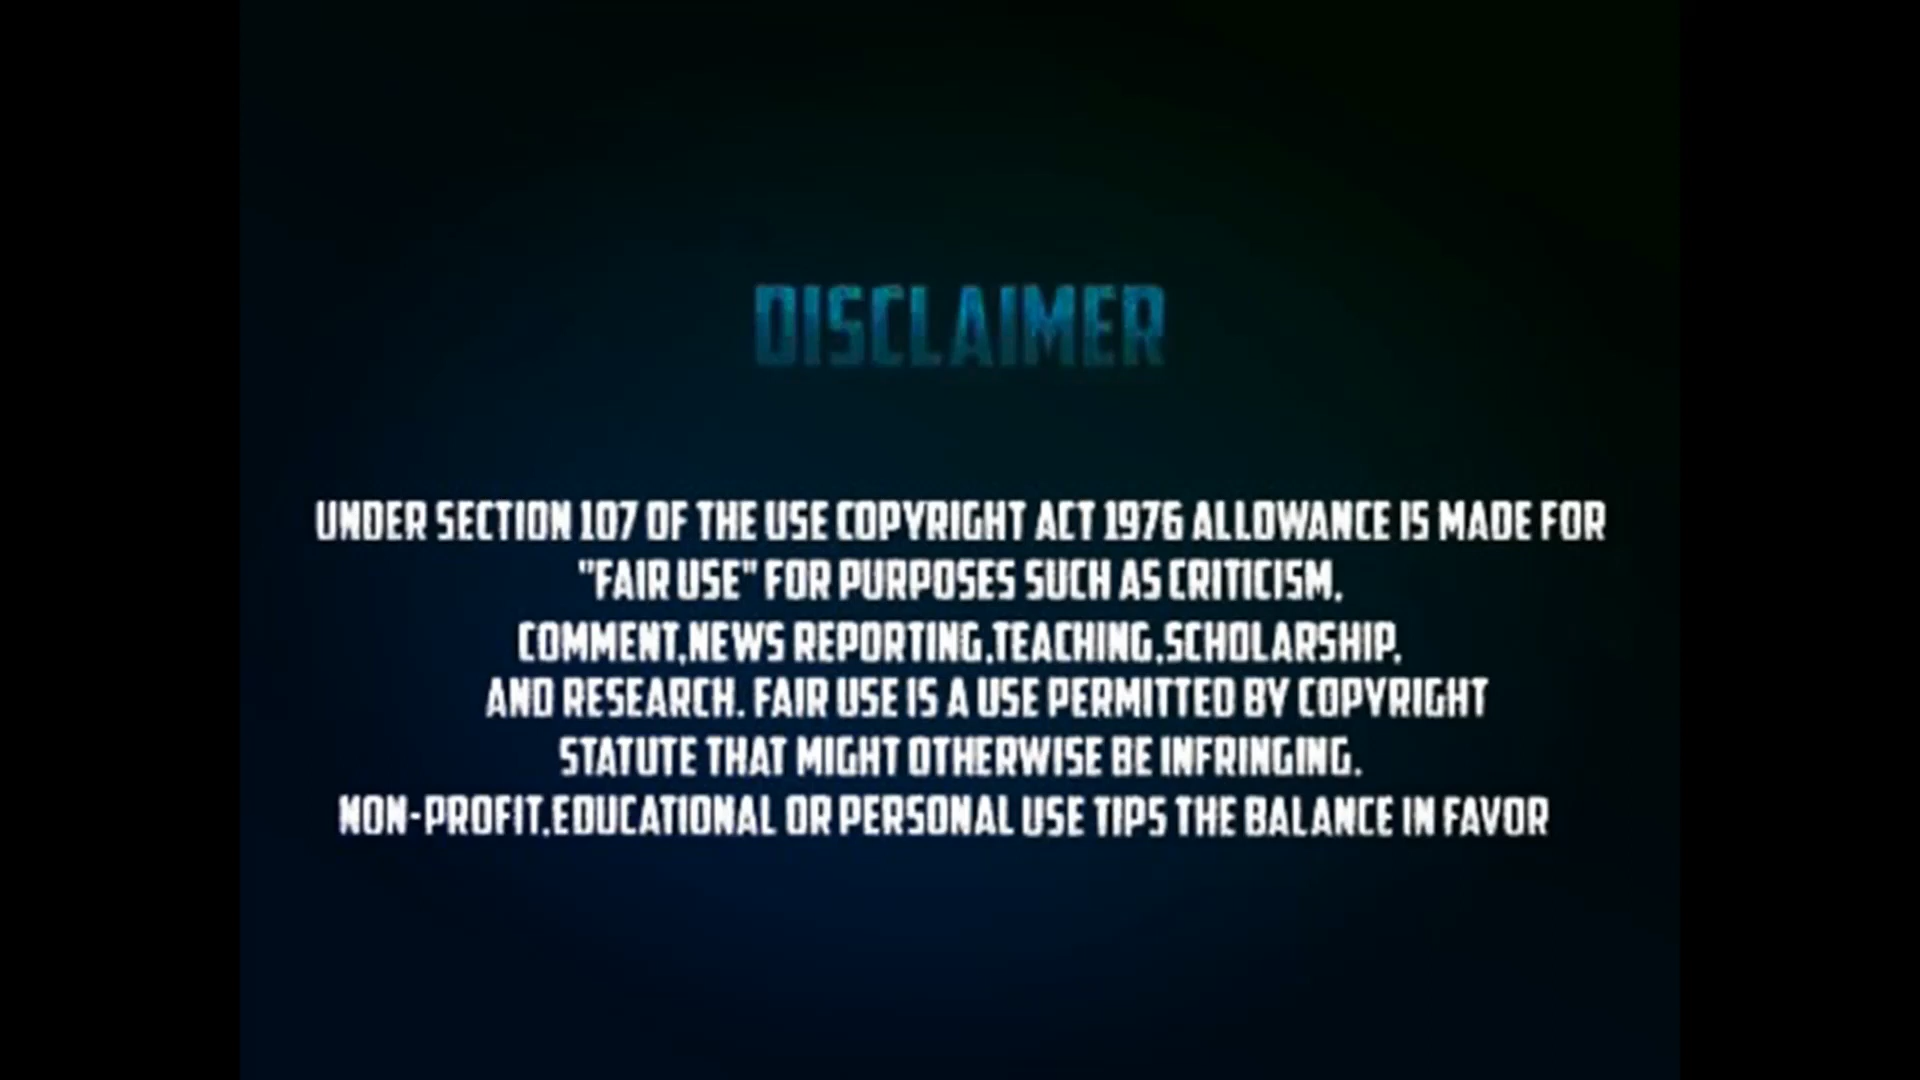 DISCLAIMER
UNDER SECTION 107 OF THE USE COPYRIGHT ACT 1976 ALLOWANCE IS MADE FOR
"FAIR USE" FOR PURPOSES SUCH AS CRITICISM,
COMMENT,NEWS REPORTING,TEACHING,SCHOLARSHIP,
AND RESEARCH. FAIR USE IS A USE PERMITTED BY COPYRIGHT
STATUTE THAT MIGHT OTHERWISE BE INFRINGING.
NON-PROFIT,EDUCATIONAL OR PERSONAL USE TIPS THE BALANCE IN FAVOR